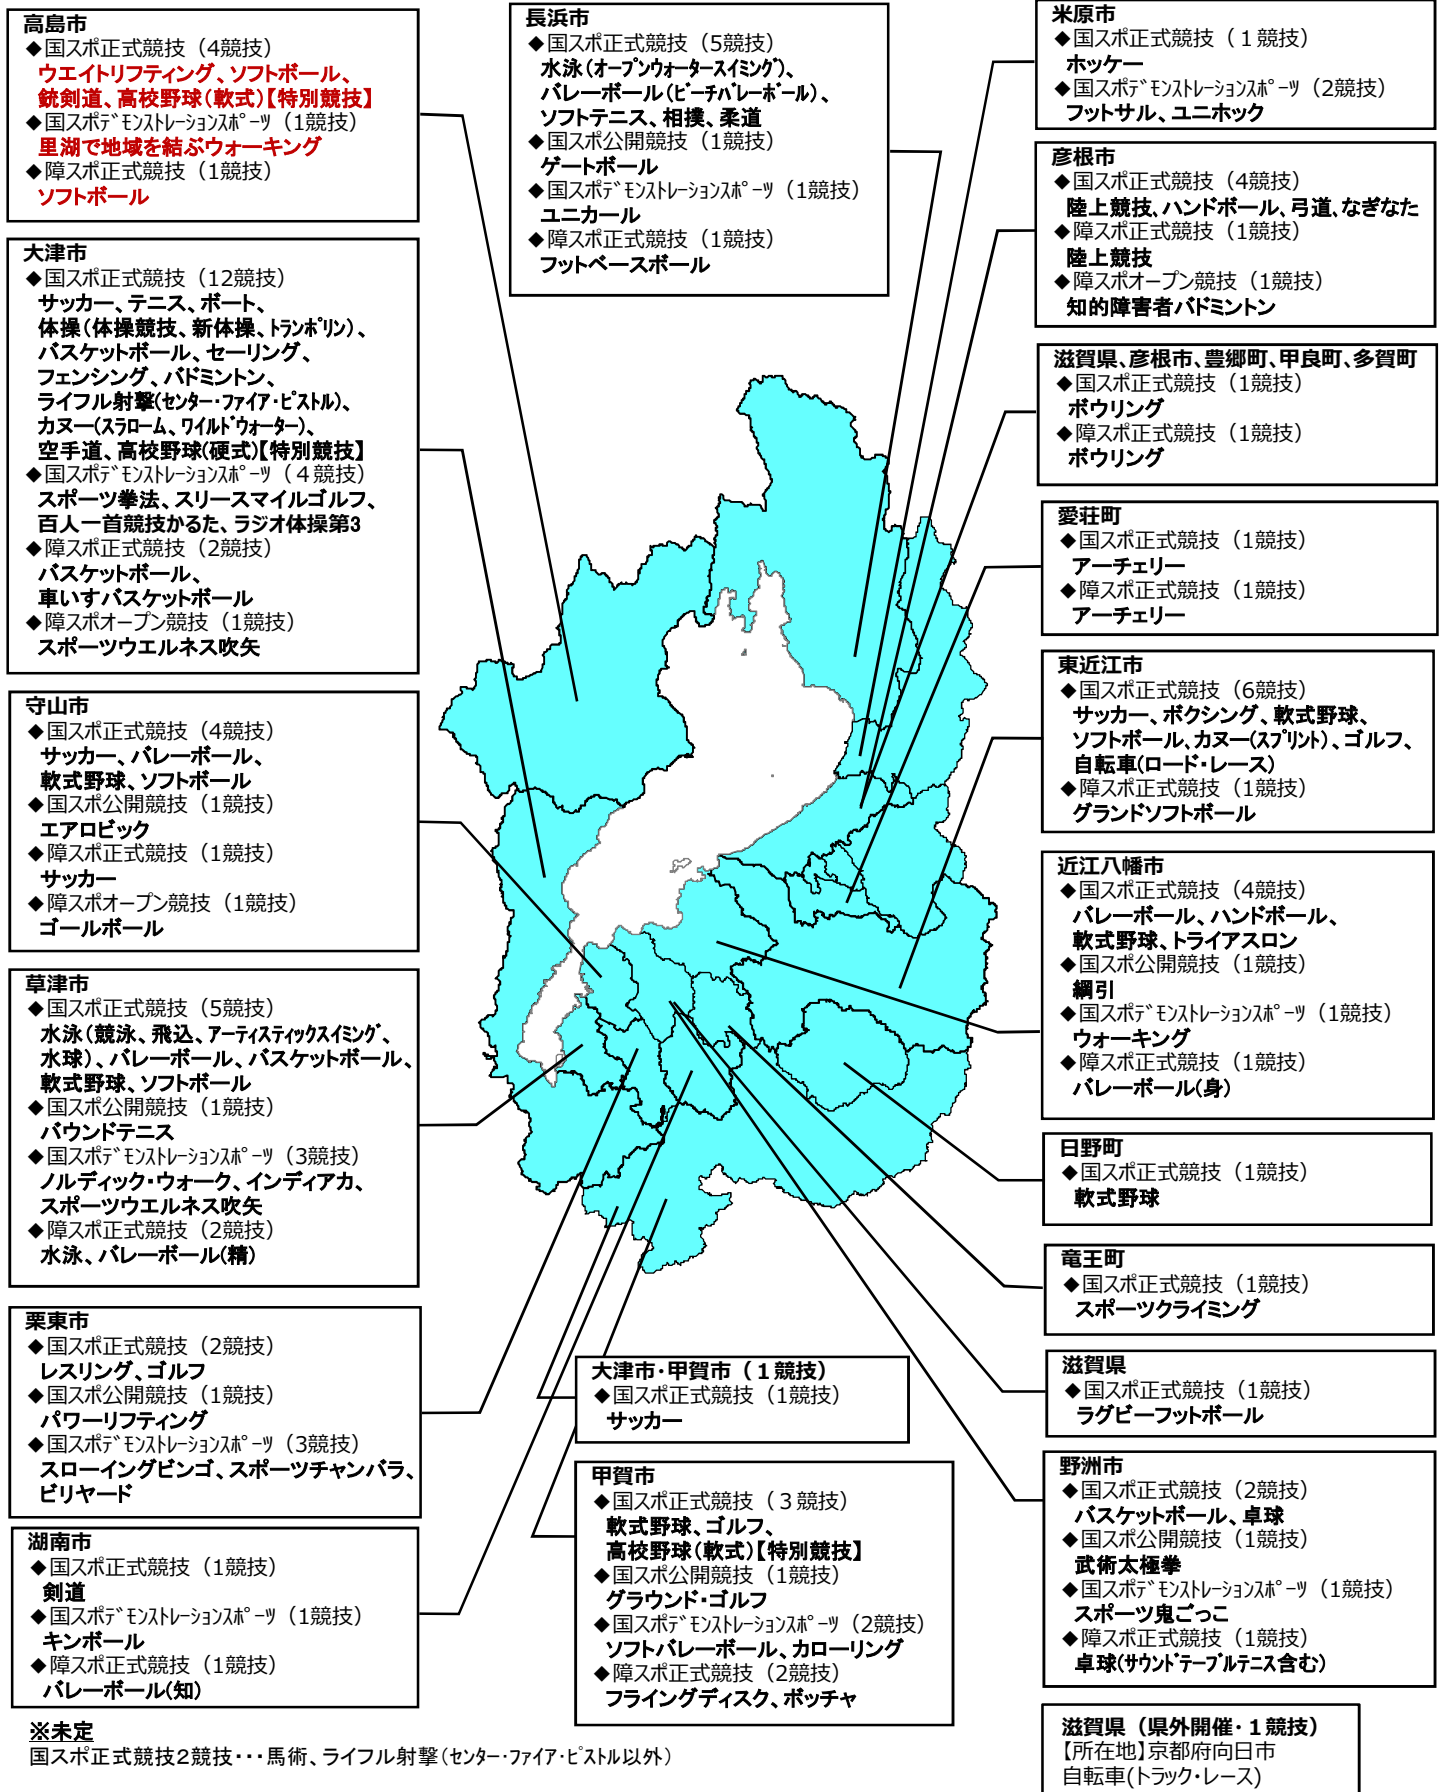 高島市
◆国スポ正式競技（4競技）
ウエイトリフティング、ソフトボール、
銃剣道、高校野球(軟式)【特別競技】
◆国スポデモンストレーションスポーツ（1競技）
里湖で地域を結ぶウォーキング
◆障スポ正式競技（1競技）
ソフトボール
大津市
◆国スポ正式競技（12競技）
サッカー、テニス、ボート、
体操(体操競技、新体操、トランポリン)、
バスケットボール、セーリング、
フェンシング、バドミントン、
ライフル射撃(センター・ファイア・ピストル)、
カヌー(スラローム、ワイルドウォーター)、
空手道、高校野球(硬式)【特別競技】
◆国スポデモンストレーションスポーツ（４競技）
スポーツ拳法、スリースマイルゴルフ、
百人一首競技かるた、ラジオ体操第3
◆障スポ正式競技（2競技）
バスケットボール、
車いすバスケットボール
◆障スポオープン競技（1競技）
スポーツウエルネス吹矢
守山市
◆国スポ正式競技（4競技）
サッカー、バレーボール、
軟式野球、ソフトボール
◆国スポ公開競技（1競技）
エアロビック
◆障スポ正式競技（1競技）
サッカー
◆障スポオープン競技（1競技）
ゴールボール
草津市
◆国スポ正式競技（5競技）
水泳(競泳、飛込、アーティスティックスイミング、
水球)、バレーボール、バスケットボール、
軟式野球、ソフトボール
◆国スポ公開競技（1競技）
バウンドテニス
◆国スポデモンストレーションスポーツ（3競技）
ノルディック・ウォーク、インディアカ、
スポーツウエルネス吹矢
◆障スポ正式競技（2競技）
水泳、バレーボール(精)
栗東市
◆国スポ正式競技（2競技）
レスリング、ゴルフ
◆国スポ公開競技（1競技）
パワーリフティング
◆国スポデモンストレーションスポーツ（3競技）
スローイングビンゴ、スポーツチャンバラ、
ビリヤード
湖南市
◆国スポ正式競技（1競技）
剣道
◆国スポデモンストレーションスポーツ（1競技）
キンボール
◆障スポ正式競技（1競技）
バレーボール(知)
※未定
国スポ正式競技２競技・・・馬術、ライフル射撃(センター・ファイア・ピストル以外)
長浜市
◆国スポ正式競技（5競技）
水泳(オープンウォータースイミング)、
バレーボール(ビーチバレーボール)、
ソフトテニス、相撲、柔道
◆国スポ公開競技（1競技）
ゲートボール
◆国スポデモンストレーションスポーツ（1競技）
ユニカール
◆障スポ正式競技（1競技）
フットベースボール
大津市・甲賀市（１競技）
◆国スポ正式競技（1競技）
サッカー
甲賀市
◆国スポ正式競技（３競技）
軟式野球、ゴルフ、
高校野球(軟式)【特別競技】
◆国スポ公開競技（1競技）
グラウンド・ゴルフ
◆国スポデモンストレーションスポーツ（2競技）
ソフトバレーボール、カローリング
◆障スポ正式競技（2競技）
フライングディスク、ボッチャ
米原市
◆国スポ正式競技（１競技）
ホッケー
◆国スポデモンストレーションスポーツ（2競技）
フットサル、ユニホック
彦根市
◆国スポ正式競技（4競技）
陸上競技、ハンドボール、弓道、なぎなた
◆障スポ正式競技（1競技）
陸上競技
◆障スポオープン競技（1競技）
知的障害者バドミントン
滋賀県、彦根市、豊郷町、甲良町、多賀町
◆国スポ正式競技（1競技）
ボウリング
◆障スポ正式競技（1競技）
ボウリング
愛荘町
◆国スポ正式競技（1競技）
アーチェリー
◆障スポ正式競技（1競技）
アーチェリー
東近江市
◆国スポ正式競技（6競技）
サッカー、ボクシング、軟式野球、
ソフトボール、カヌー(スプリント)、ゴルフ、
自転車(ロード・レース)
◆障スポ正式競技（1競技）
グランドソフトボール
近江八幡市
◆国スポ正式競技（4競技）
バレーボール、ハンドボール、
軟式野球、トライアスロン
◆国スポ公開競技（1競技）
綱引
◆国スポデモンストレーションスポーツ（1競技）
ウォーキング
◆障スポ正式競技（1競技）
バレーボール(身)
日野町
◆国スポ正式競技（1競技）
軟式野球
竜王町
◆国スポ正式競技（1競技）
スポーツクライミング
滋賀県
◆国スポ正式競技（1競技）
ラグビーフットボール
野洲市
◆国スポ正式競技（2競技）
バスケットボール、卓球
◆国スポ公開競技（1競技）
武術太極拳
◆国スポデモンストレーションスポーツ（1競技）
スポーツ鬼ごっこ
◆障スポ正式競技（1競技）
卓球(サウンドテーブルテニス含む)
滋賀県（県外開催・１競技）
【所在地】京都府向日市
自転車(トラック・レース)